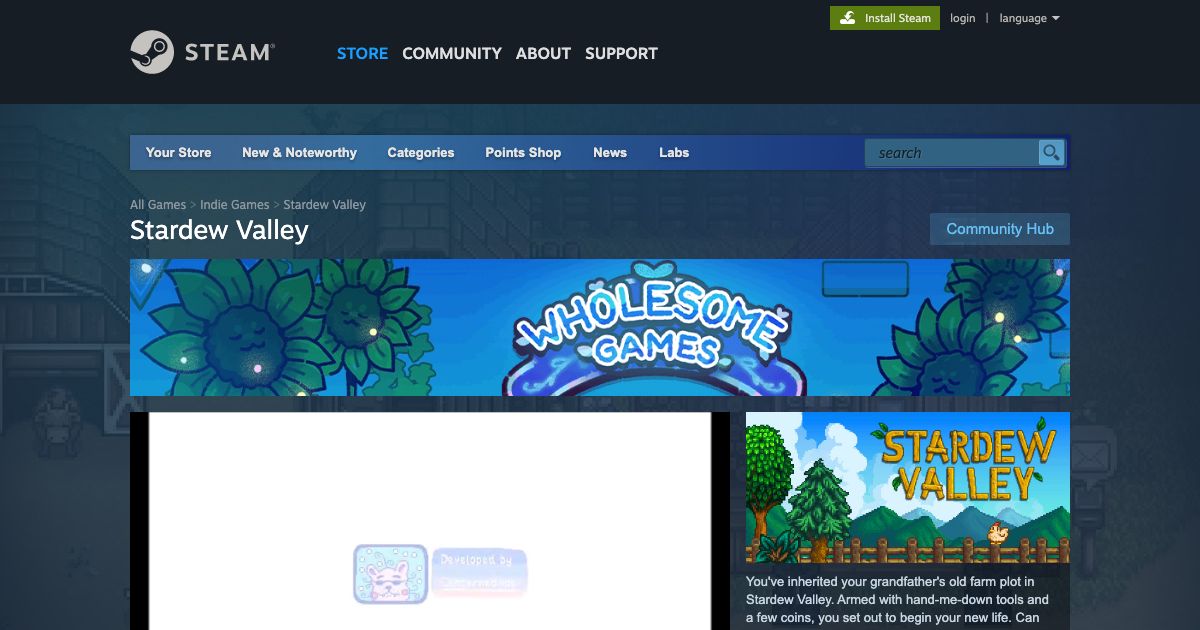 Install Steam
login
|
language
STEAM®
STORE
COMMUNITY
ABOUT
SUPPORT
Your Store
New & Noteworthy
Categories
Points Shop
News
Labs
search
All Games > Indie Games > Stardew Valley
Stardew Valley
Community Hub
WHOLESOME
GAMES
STARDEW
VALLEY
Developed by
You've inherited your grandfather's old farm plot in
Stardew Valley. Armed with hand-me-down tools and
a few coins, you set out to begin your new life. Can